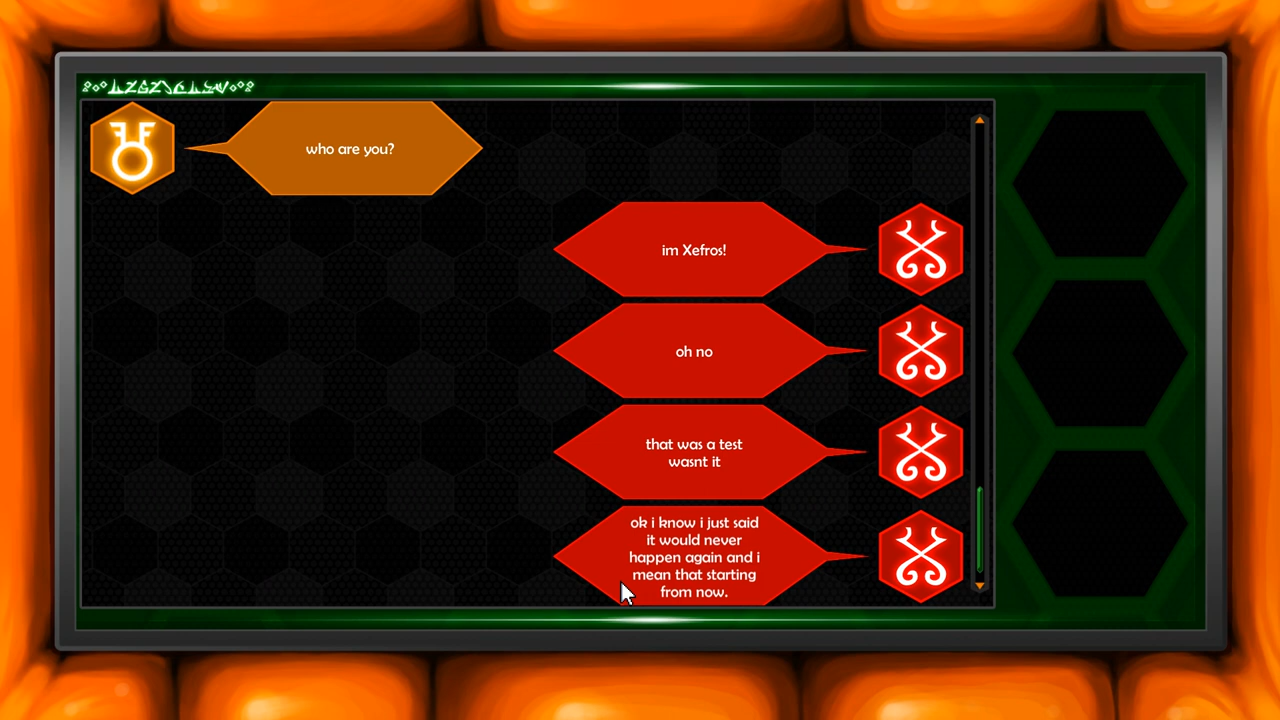 who are you?
im Xefros!
oh no
that was a test
wasnt it
ok i know i just said
it would never
happen again and i
mean that starting
from now.